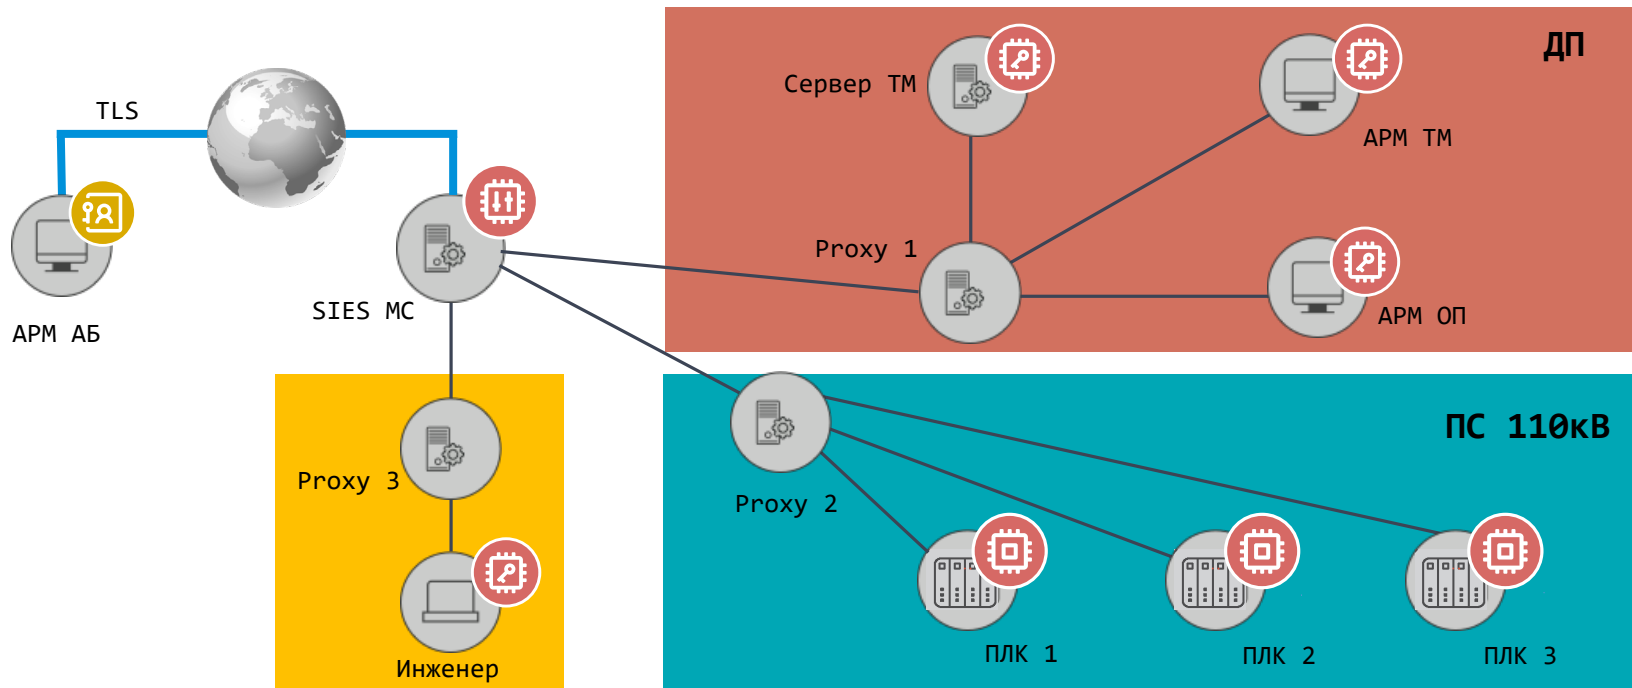 ДП
Сервер ТМ
TLS
АРМ ТМ
Proxy 1
SIES MC
АРМ ОП
АРМ АБ
ПС 110кВ
Proxy 3
Proxy 2
Инженер
ПЛК 1
ПЛК 2
ПЛК 3